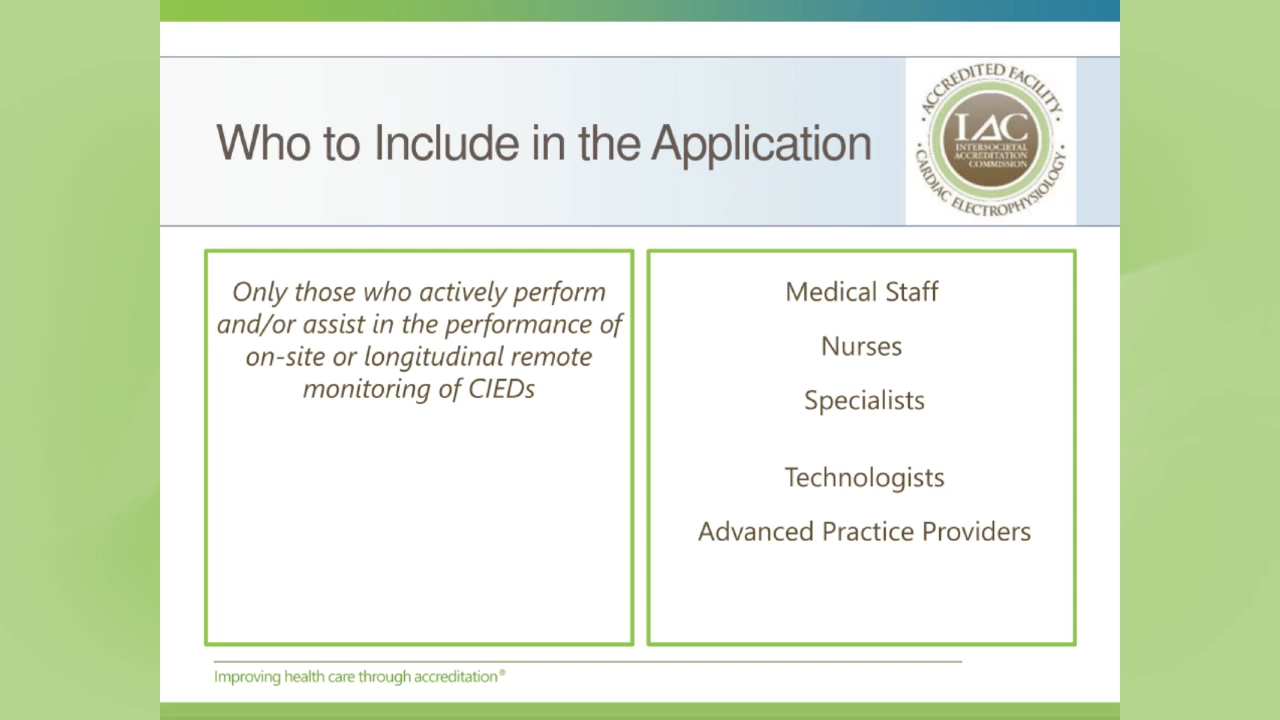 Who to Include in the Application
ACCREDITED FACILITY
IAC
INTERSOCIETAL
ACCREDITATION
COMMISSION
CARDIAC ELECTROPHYSIOLOGY
Only those who actively perform
and/or assist in the performance of
on-site or longitudinal remote
monitoring of CIEDs
Medical Staff
Nurses
Specialists
Technologists
Advanced Practice Providers
Improving health care through accreditation®